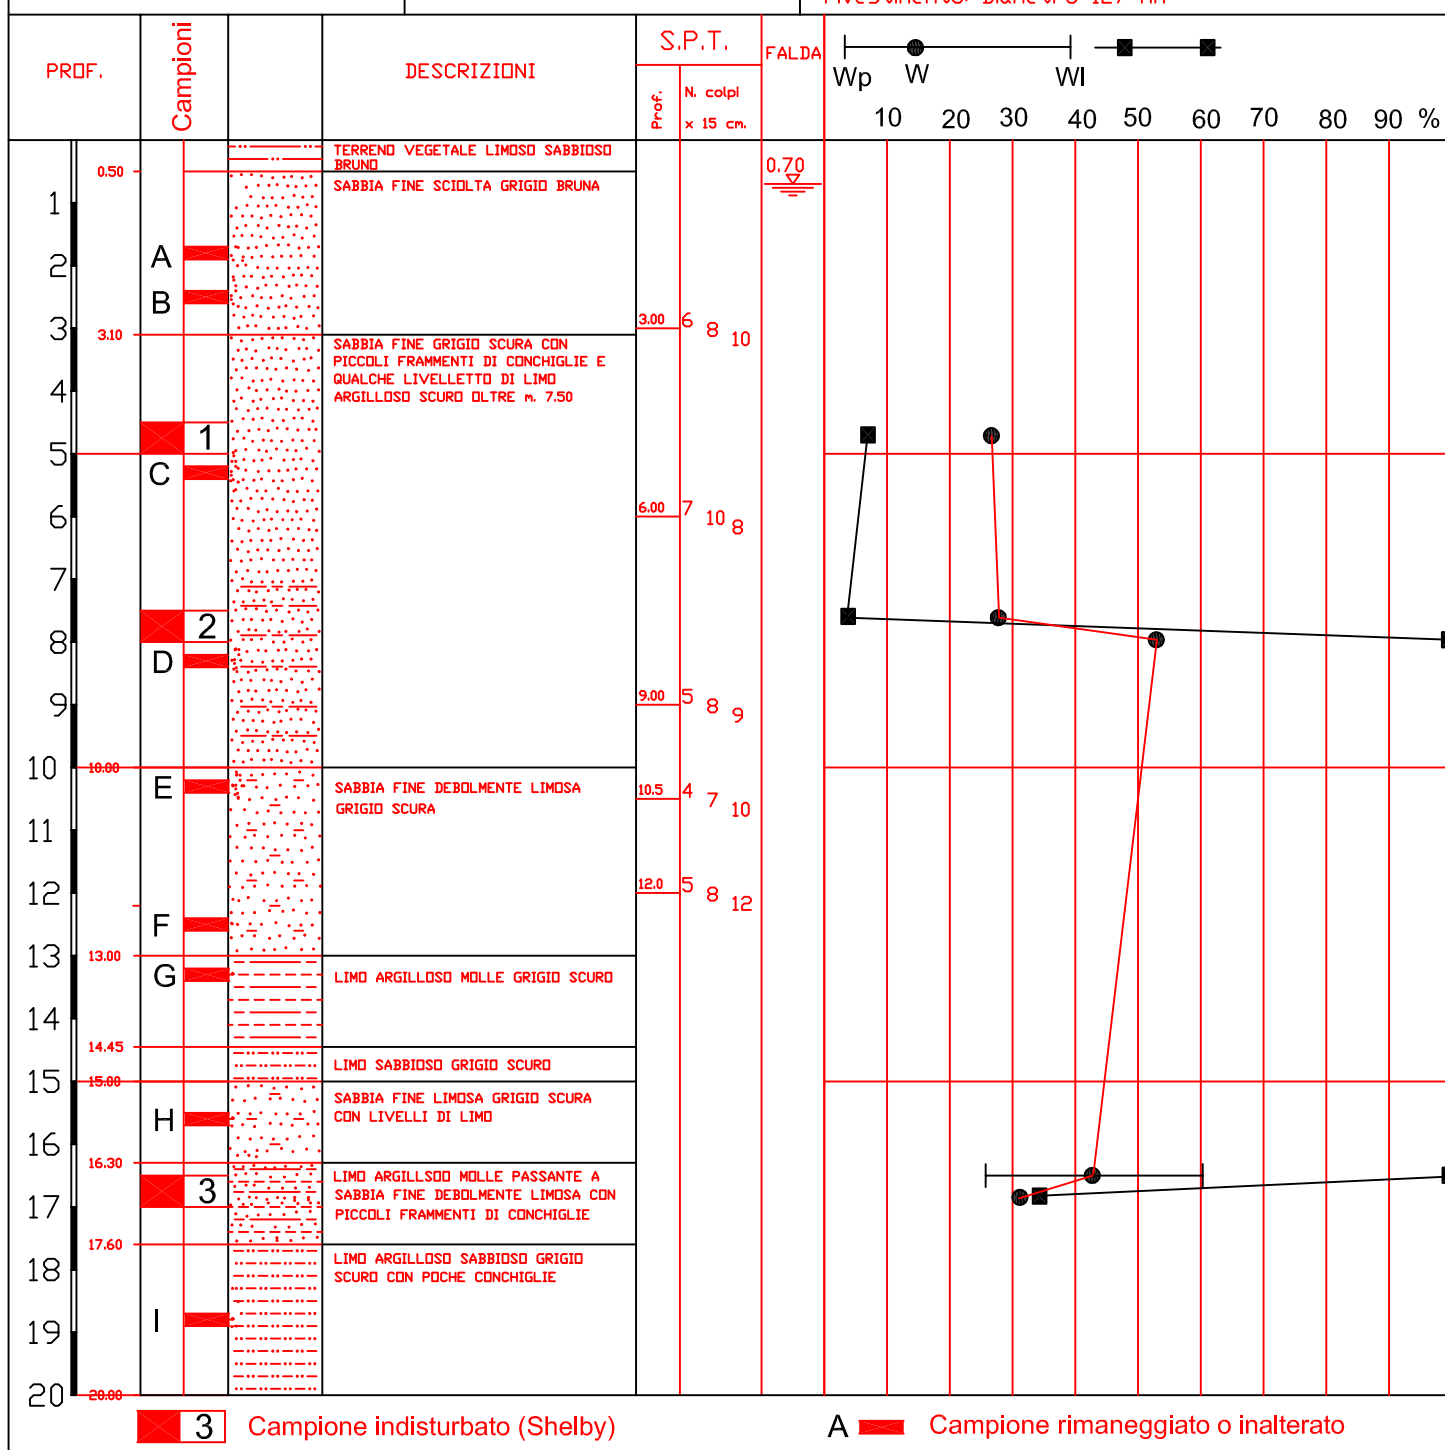 PROF.
Campioni
DESCRIZIONI
S.P.T.
Prof.
N. colpi
x 15 cm.
FALDA
Wp W Wl
10 20 30 40 50 60 70 80 90 %
TERRENO VEGETALE LIMOSO SABBIOSO
BRUNO
0.50
0.70
SABBIA FINE SCIOLTA GRIGIO BRUNA
1
A
2
B
3
3.10
3.00 6 8 10
SABBIA FINE GRIGIO SCURA CON
PICCOLI FRAMMENTI DI CONCHIGLIE E
QUALCHE LIVELLETTO DI LIMO
ARGILLOSO SCURO OLTRE m. 7.50
4
1
5
C
6
6.00 7 10 8
7
2
8
D
9
9.00 5 8 9
10
10.00
E
SABBIA FINE DEBOLMENTE LIMOSA
GRIGIO SCURA
10.5 4 7 10
11
12
12.0 5 8 12
F
13
13.00
G
LIMO ARGILLOSO MOLLE GRIGIO SCURO
14
14.45
LIMO SABBIOSO GRIGIO SCURO
15
15.00
SABBIA FINE LIMOSA GRIGIO SCURA
CON LIVELLI DI LIMO
H
16
16.30
LIMO ARGILLSOO MOLLE PASSANTE A
SABBIA FINE DEBOLMENTE LIMOSA CON
PICCOLI FRAMMENTI DI CONCHIGLIE
3
17
17.60
LIMO ARGILLOSO SABBIOSO GRIGIO
SCURO CON POCHE CONCHIGLIE
18
I
19
20
20.00
3 Campione indisturbato (Shelby)
A Campione rimaneggiato o inalterato